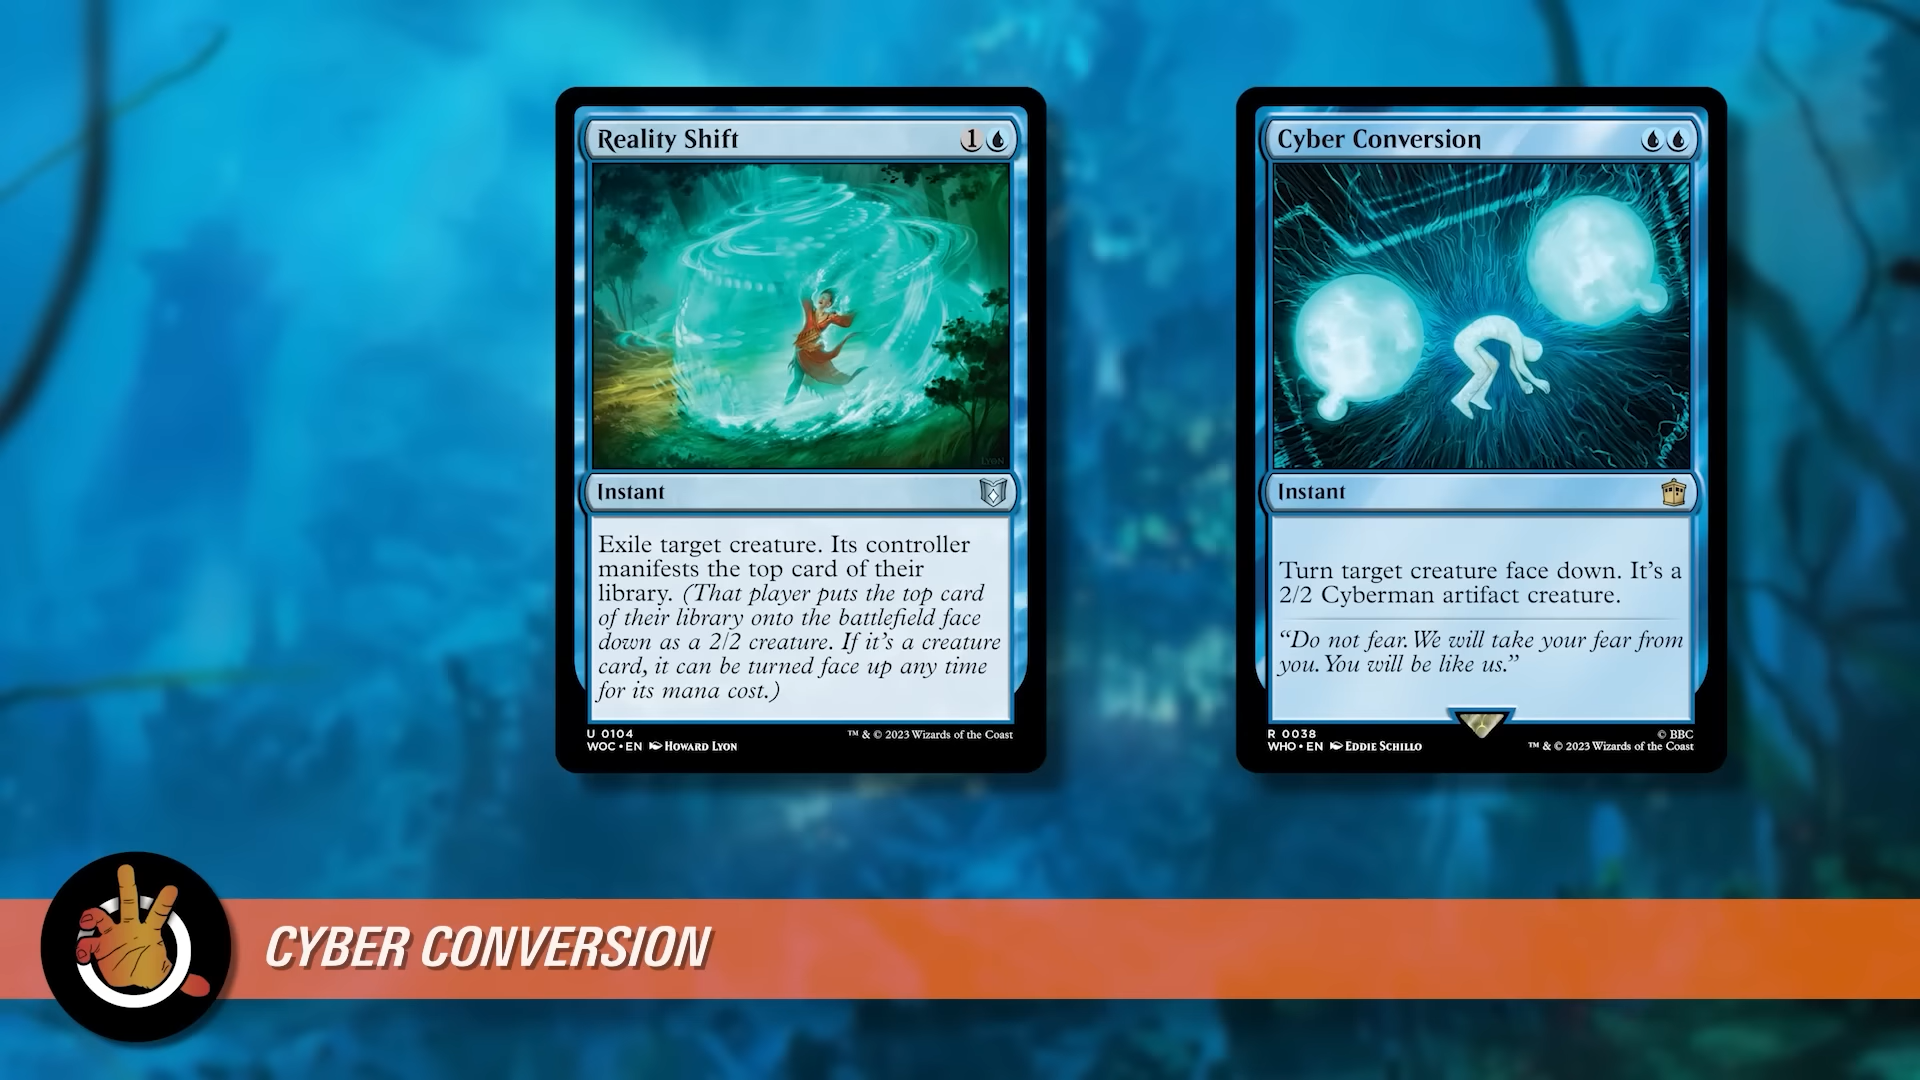 Reality Shift 1
Instant
Exile target creature. Its controller
manifests the top card of their
library. (That player puts the top card
of their library onto the battlefield face
down as a 2/2 creature. If it's a creature
card, it can be turned face up any time
for its mana cost.)
U 0104
WOC • EN Howard Lyon
™ & © 2023 Wizards of the Coast
LYON
Cyber Conversion
Instant
Turn target creature face down. It's a
2/2 Cyberman artifact creature.
“Do not fear. We will take your fear from
you. You will be like us.”
R 0038
WHO • EN Eddie Schillo
© BBC
™ & © 2023 Wizards of the Coast
CYBER CONVERSION